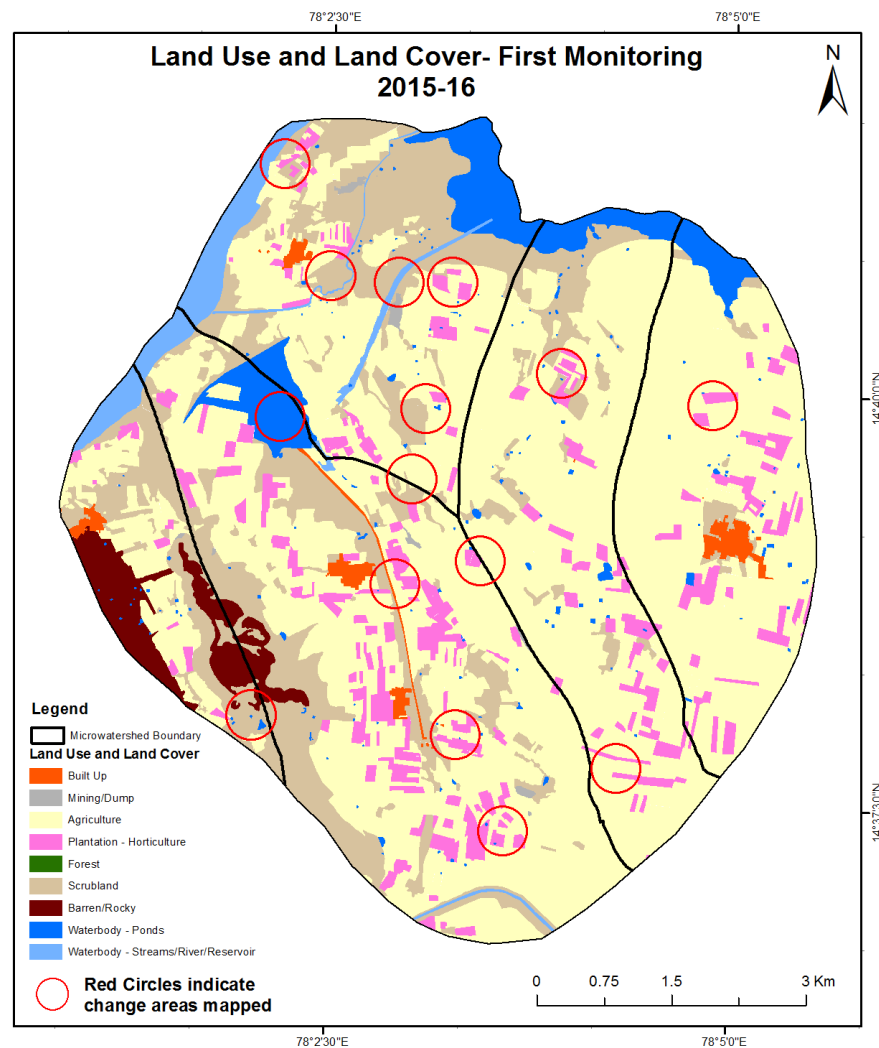 78°2'30"E
78°5'0"E
Land Use and Land Cover- First Monitoring
2015-16
N
14°40'0"N
14°37'30"N
Legend
Microwatershed Boundary
Land Use and Land Cover
Built Up
Mining/Dump
Agriculture
Plantation - Horticulture
Forest
Scrubland
Barren/Rocky
Waterbody - Ponds
Waterbody - Streams/River/Reservoir
Red Circles indicate
change areas mapped
0 0.75 1.5 3 Km
78°2'30"E
78°5'0"E